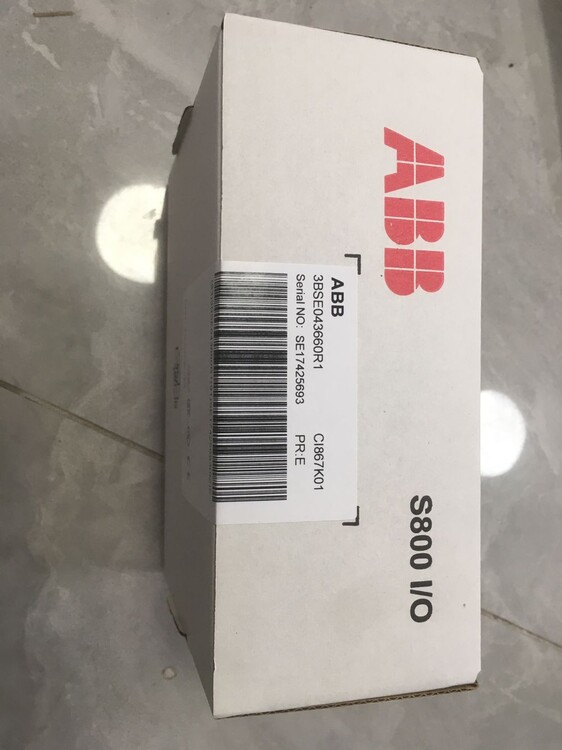 ABB
S800 I/O
ABB
3BSE043660R1 CI867K01
Serial NO: SE17425693 PR:E